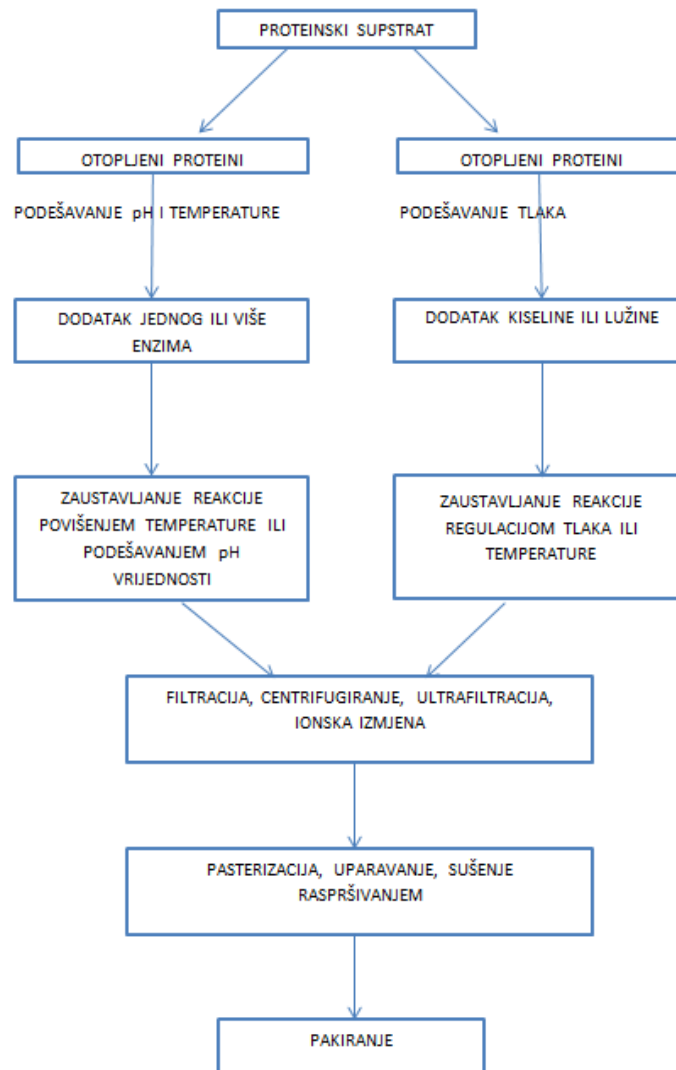 PROTEINSKI SUPSTRAT
OTOPLJENI PROTEINI
OTOPLJENI PROTEINI
PODEŠAVANJE pH I TEMPERATURE
PODEŠAVANJE TLAKA
DODATAK JEDNOG ILI VIŠE
ENZIMA
DODATAK KISELINE ILI LUŽINE
ZAUSTAVLJANJE REAKCIJE
POVIŠENJEM TEMPERATURE ILI
PODEŠAVANJEM pH
VRIJEDNOSTI
ZAUSTAVLJANJE REAKCIJE
REGULACIJOM TLAKA ILI
TEMPERATURE
FILTRACIJA, CENTRIFUGIRANJE, ULTRAFILTRACIJA,
IONSKA IZMJENA
PASTERIZACIJA, UPARAVANJE, SUŠENJE
RASPRŠIVANJEM
PAKIRANJE